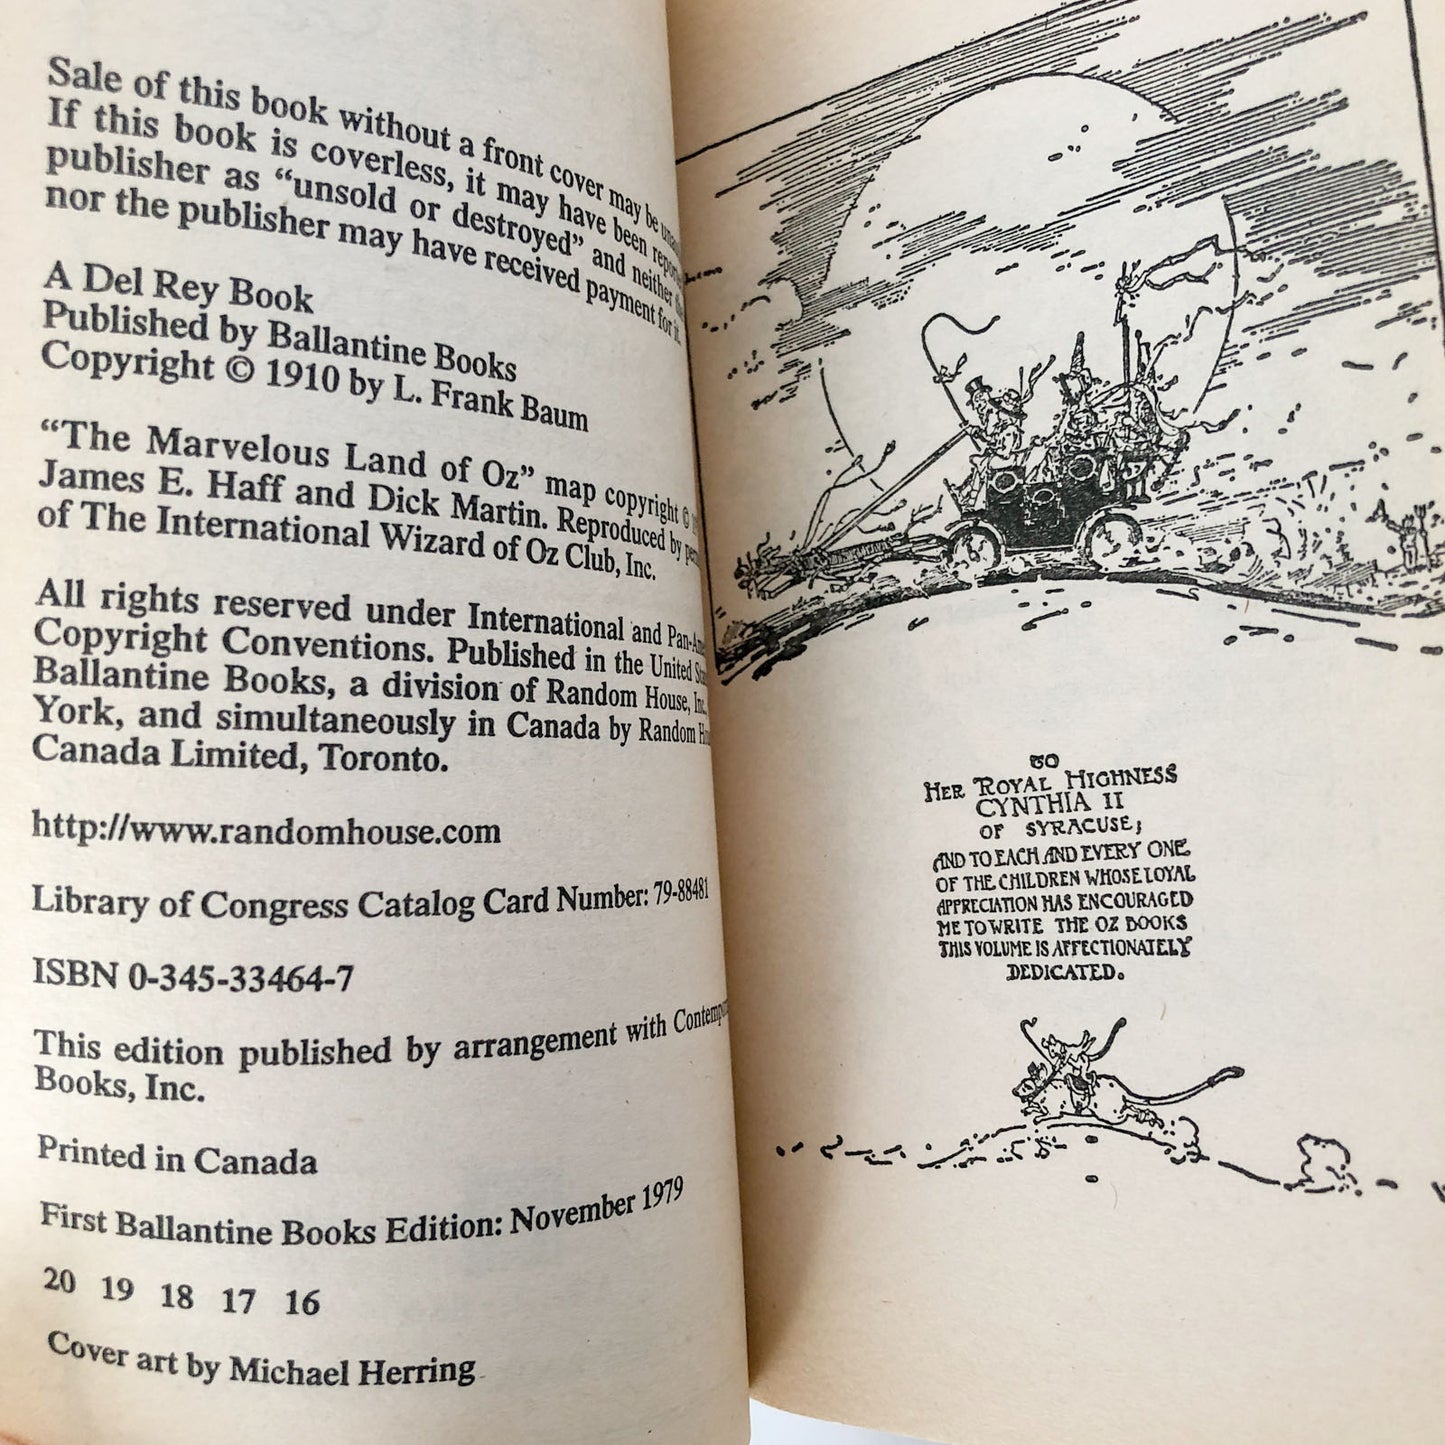 Sale of this book without a front cover may be
If this book is coverless, it may have been
publisher as “unsold or destroyed” and neither
nor the publisher may have received payment for it.
A Del Rey Book
Published by Ballantine Books
Copyright © 1910 by L. Frank Baum
“The Marvelous Land of Oz” map copyright ©
James E. Haff and Dick Martin. Reproduced by
of The International Wizard of Oz Club, Inc.
All rights reserved under International and
Copyright Conventions. Published in the United
Ballantine Books, a division of Random House, Inc.
York, and simultaneously in Canada by Random
Canada Limited, Toronto.
http://www.randomhouse.com
Library of Congress Catalog Card Number: 79-88481
ISBN 0-345-33464-7
This edition published by arrangement with
Books, Inc.
Printed in Canada
First Ballantine Books Edition: November 1979
20 19 18 17 16
Cover art by Michael Herring
TO
HER ROYAL HIGHNESS
CYNTHIA II
OF SYRACUSE;
AND TO EACH AND EVERY ONE
OF THE CHILDREN WHOSE LOYAL
APPRECIATION HAS ENCOURAGED
ME TO WRITE THE OZ BOOKS
THIS VOLUME IS AFFECTIONATELY
DEDICATED.